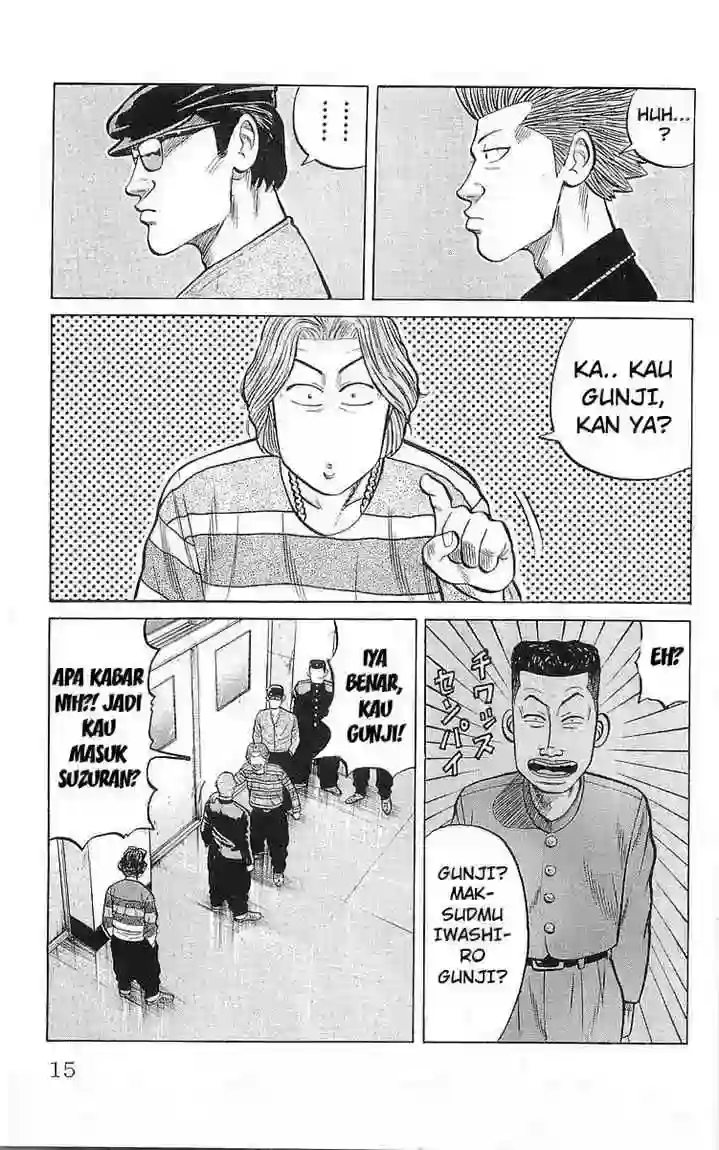 HUH...
?
KA.. KAU
GUNJI,
KAN YA?
EH?
チワッス
センパイ
GUNJI?
MAK-
SUDMU
IWASHI-
RO
GUNJI?
IYA
BENAR,
KAU
GUNJI!
APA KABAR
NIH?! JADI
KAU
MASUK
SUZURAN?
15